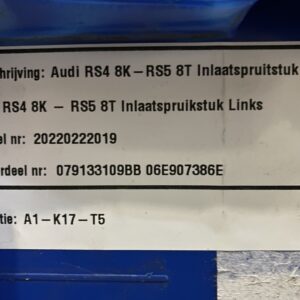 hrijving: Audi RS4 8K – RS5 8T Inlaatspruitstuk
RS4 8K – RS5 8T Inlaatspruikstuk Links
el nr: 20220222019
rdeel nr: 079133109BB 06E907386E
tie: A1-K17-T5